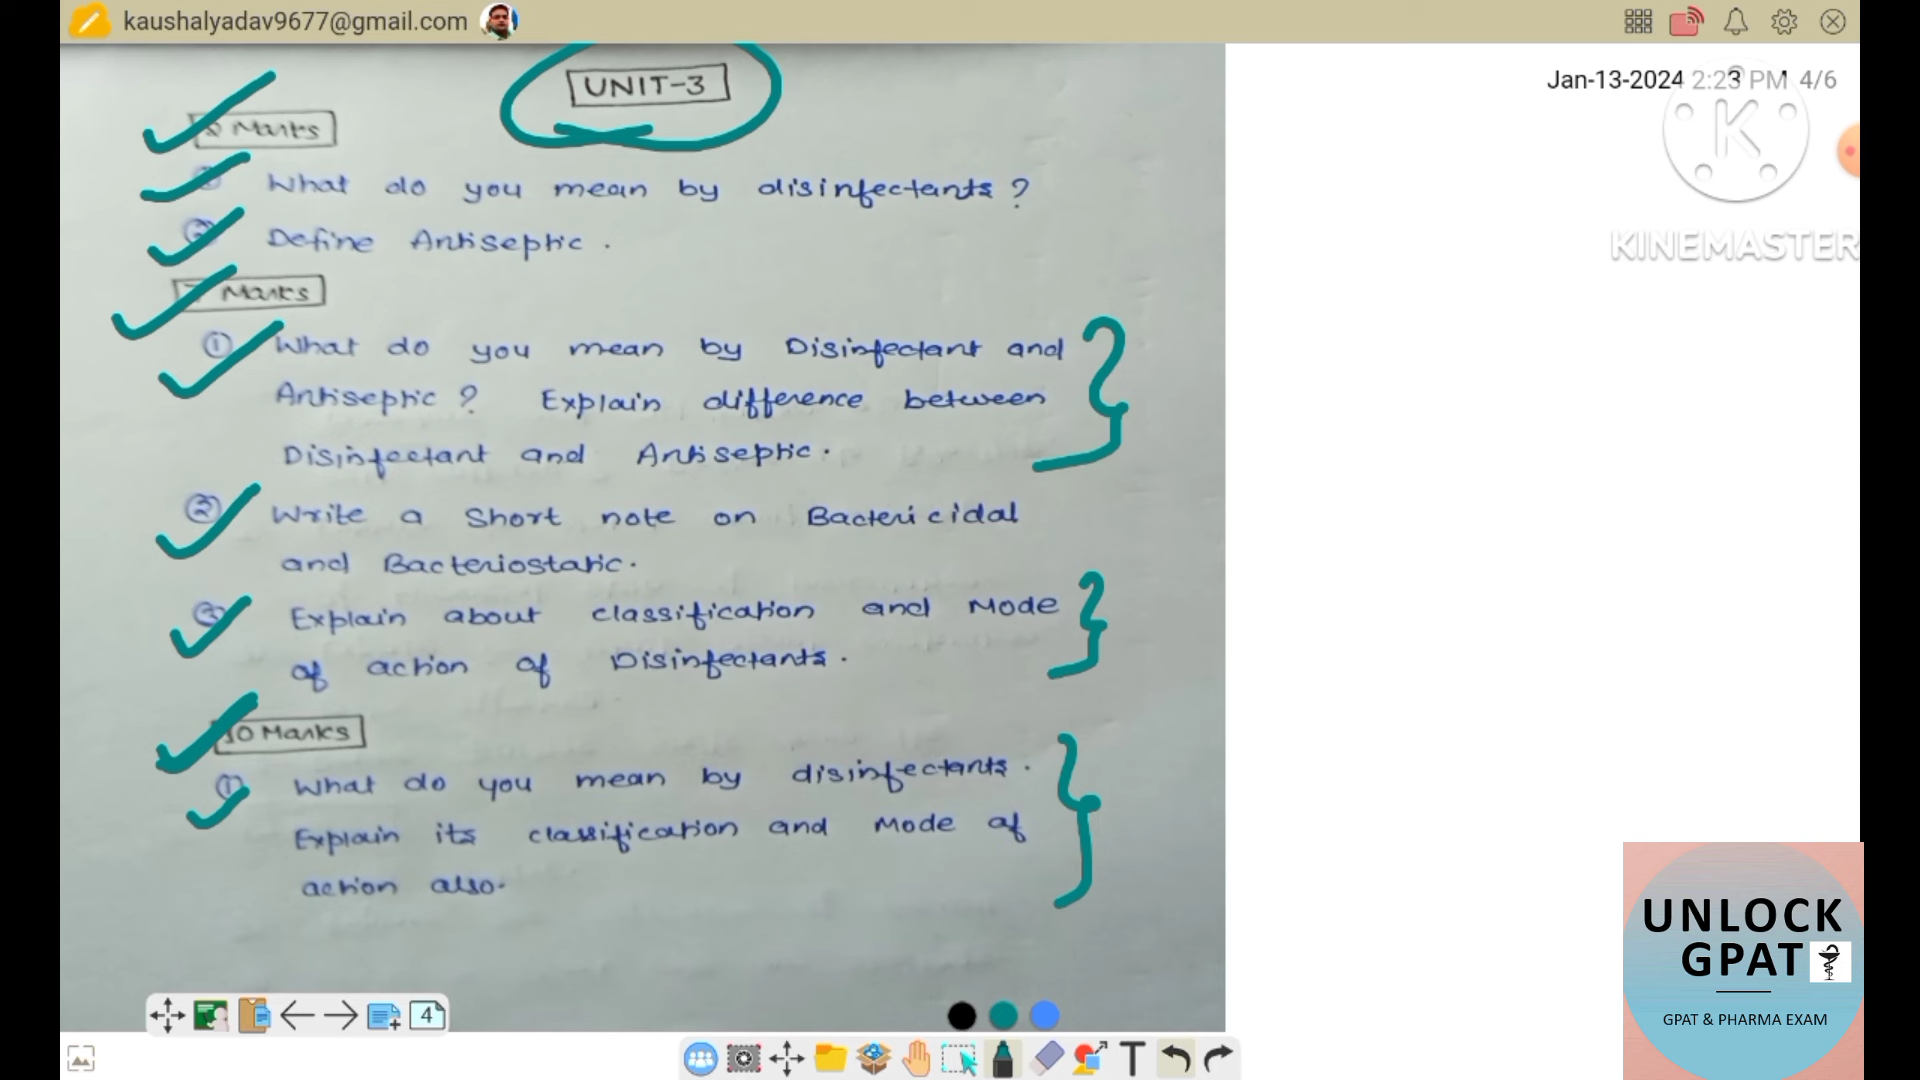 kaushalyadav9677@gmail.com
Jan-13-2024 2:23 PM 4/6
KINEMASTER
UNIT-3
Marks
What do you mean by disinfectants ?
② Define Antiseptic .
7 Marks
① What do you mean by Disinfectant and
Antiseptic ? Explain difference between
Disinfectant and Antiseptic .
② Write a Short note on Bactericidal
and Bacteriostatic .
③ Explain about classification and Mode
of action of Disinfectants .
10 Marks
① What do you mean by disinfectants .
Explain its classification and Mode of
action also .
4
T
UNLOCK
GPAT
GPAT & PHARMA EXAM